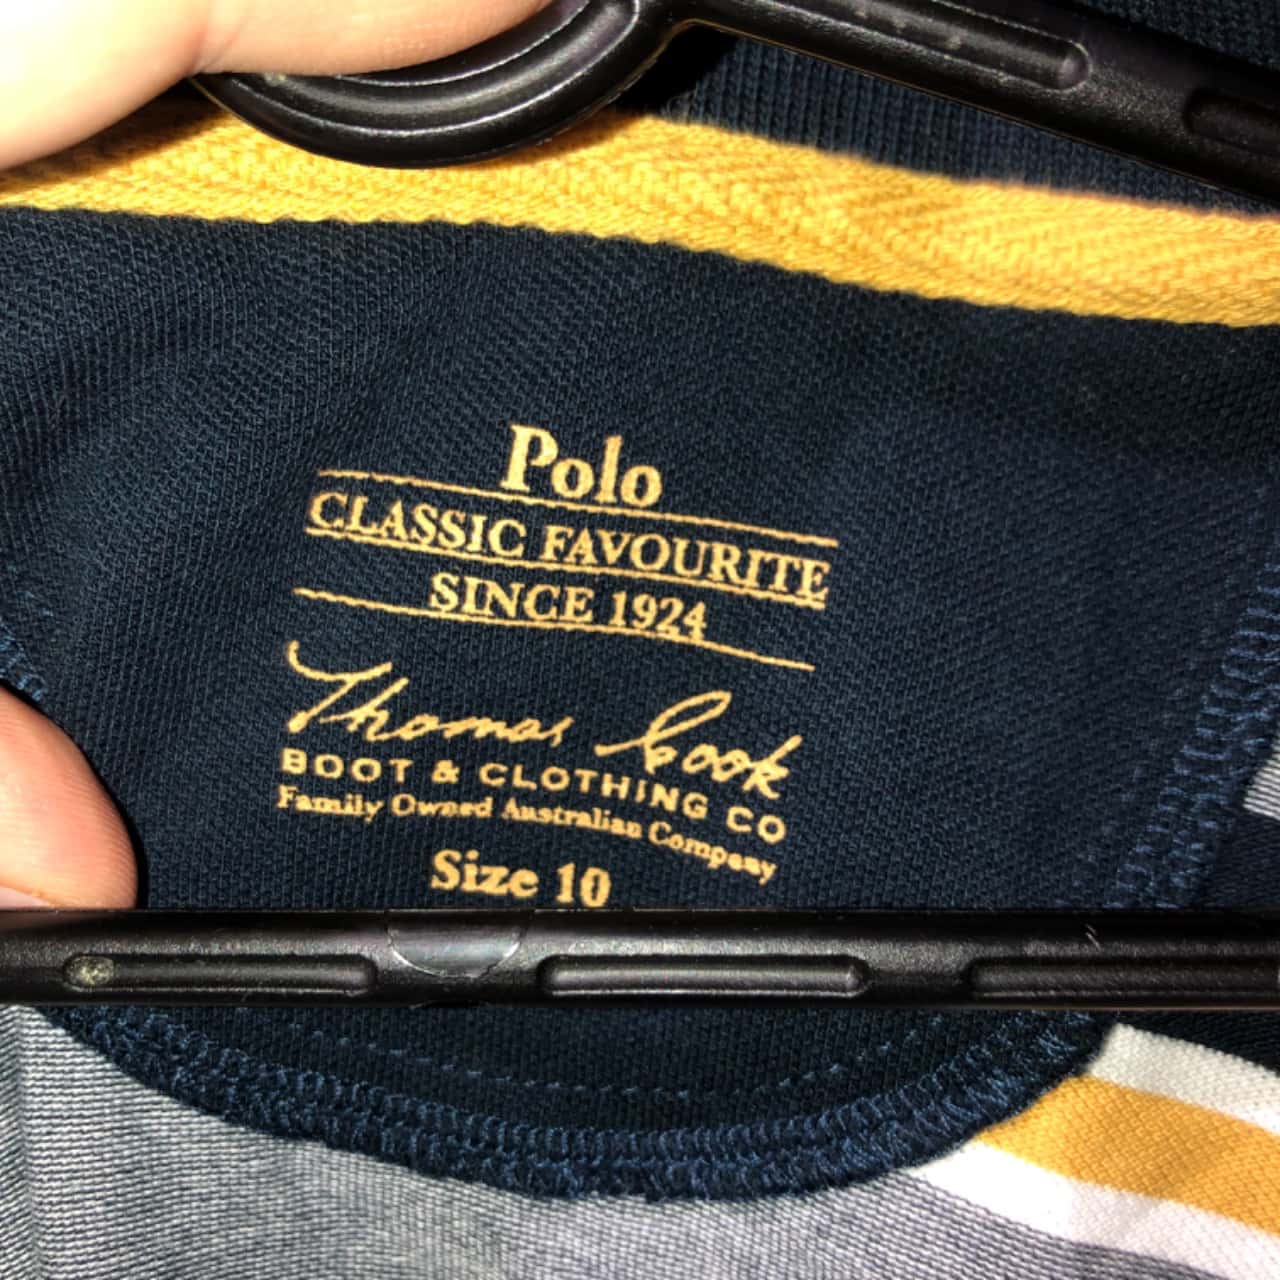 Polo
CLASSIC FAVOURITE
SINCE 1924
Thomas Cook
BOOT & CLOTHING CO
Family Owned Australian Company
Size 10